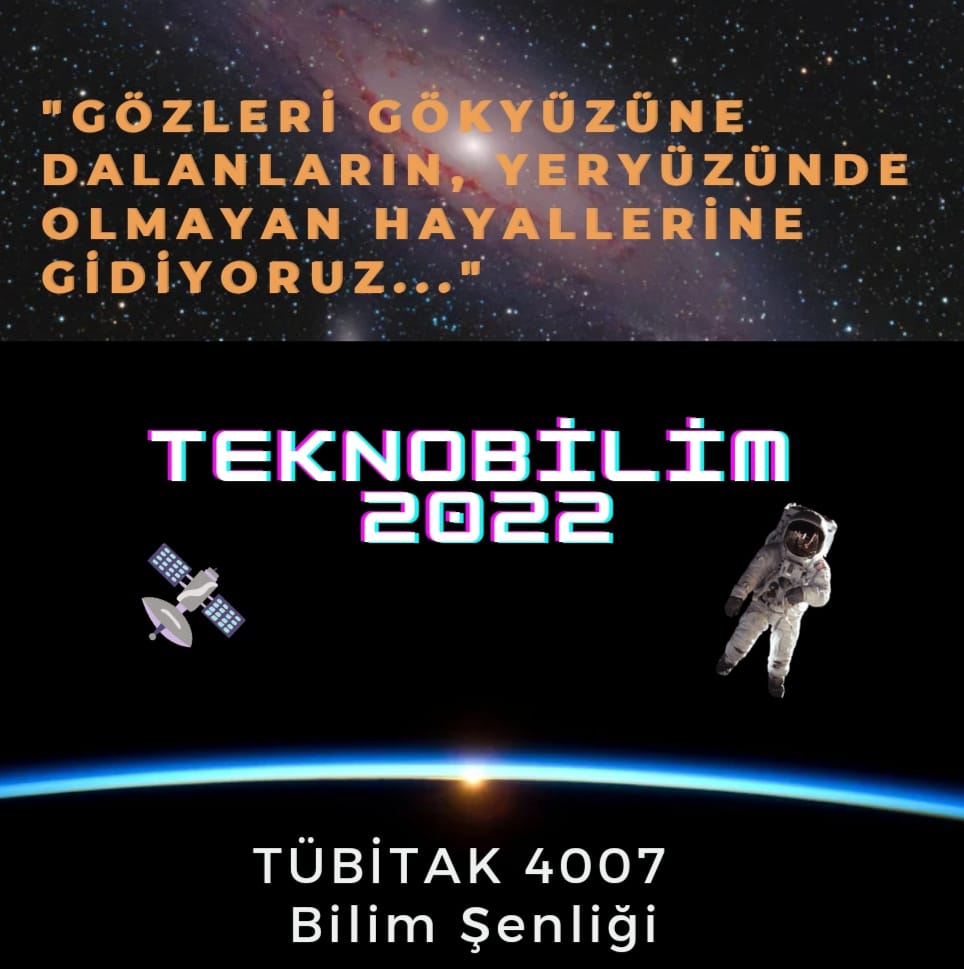 "GÖZLERİ GÖKYÜZÜNE
DALANLARIN, YERYÜZÜNDE
OLMAYAN HAYALLERİNE
GİDİYORUZ..."
TEKNOBİLİM
2022
TÜBİTAK 4007
Bilim Şenliği